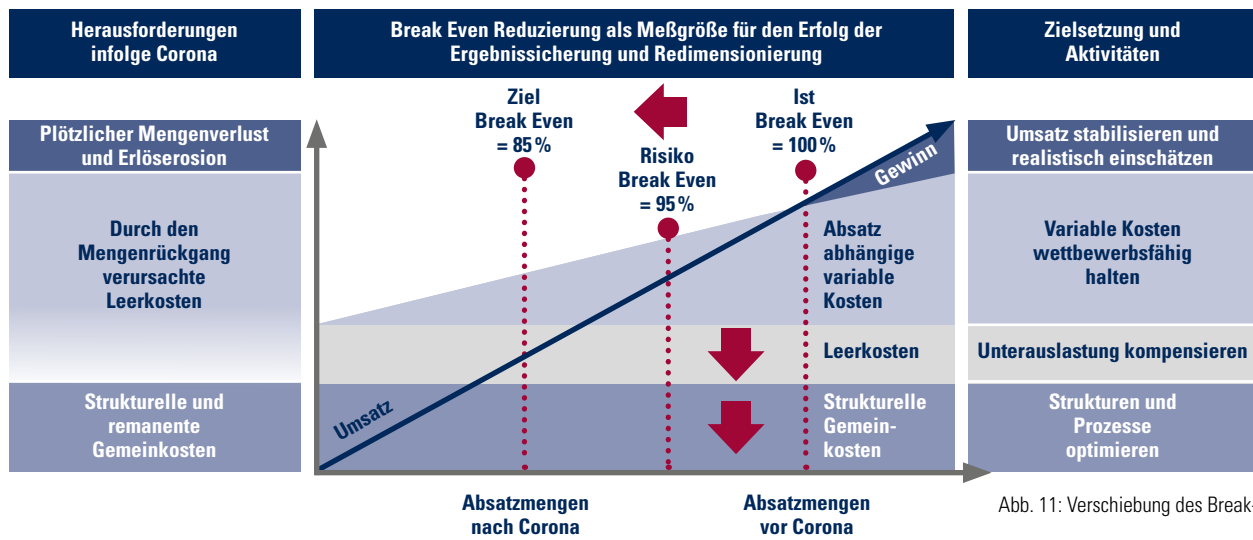 Herausforderungen
infolge Corona
Break Even Reduzierung als Meßgröße für den Erfolg der
Ergebnissicherung und Redimensionierung
Zielsetzung und
Aktivitäten
Plötzlicher Mengenverlust
und Erlöserosion
Durch den
Mengenrückgang
verursachte
Leerkosten
Strukturelle und
remanente
Gemeinkosten
Ziel
Break Even
= 85 %
Risiko
Break Even
= 95 %
Ist
Break Even
= 100 %
Gewinn
Umsatz
Absatz
abhängige
variable
Kosten
Leerkosten
Strukturelle
Gemein-
kosten
Absatzmengen
nach Corona
Absatzmengen
vor Corona
Umsatz stabilisieren und
realistisch einschätzen
Variable Kosten
wettbewerbsfähig
halten
Unterauslastung kompensieren
Strukturen und
Prozesse
optimieren
Abb. 11: Verschiebung des Break-